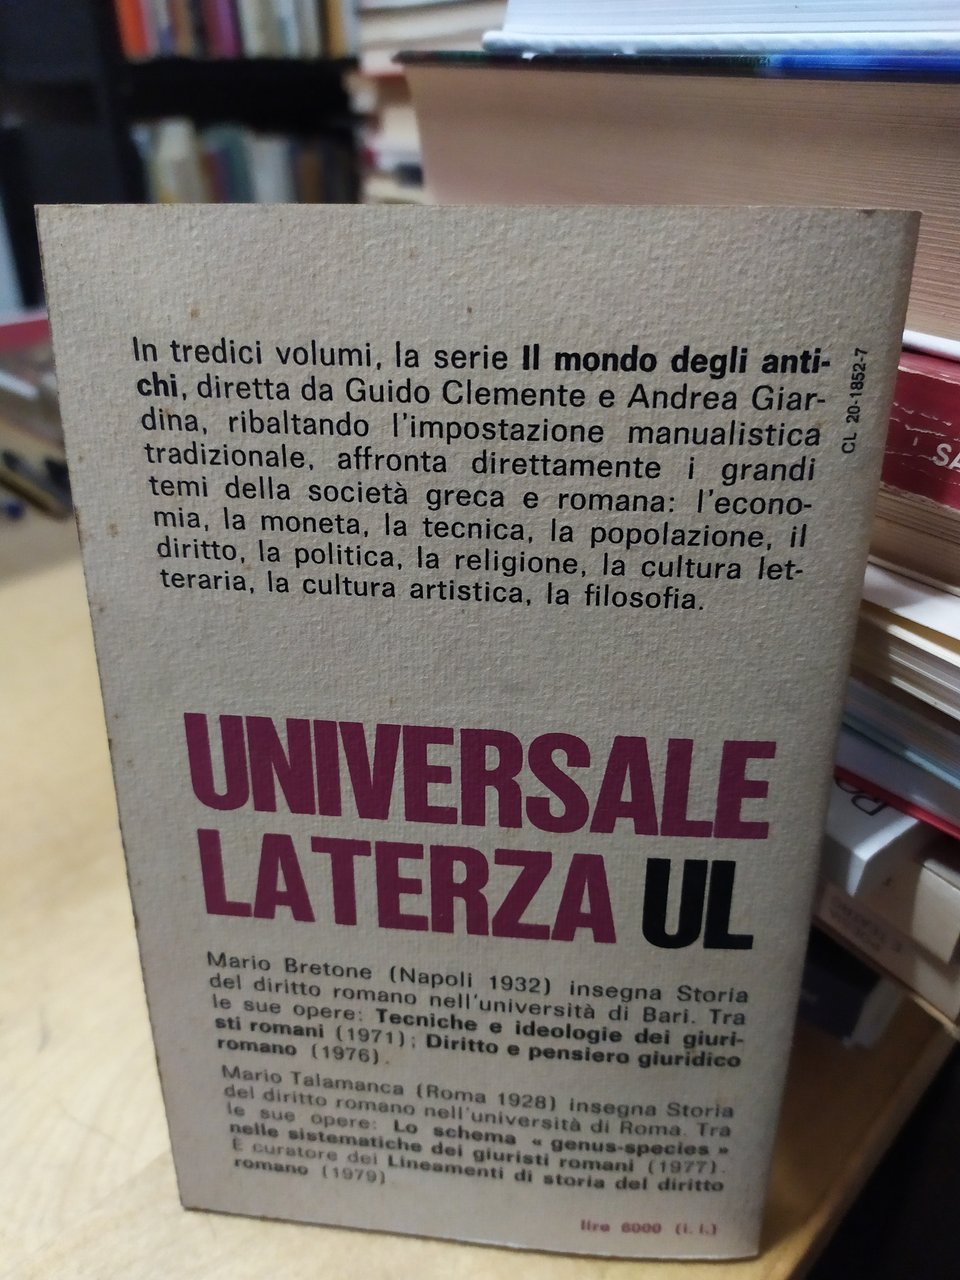 In tredici volumi, la serie Il mondo degli anti-
chi, diretta da Guido Clemente e Andrea Giar-
dina, ribaltando l'impostazione manualistica
tradizionale, affronta direttamente i grandi
temi della società greca e romana: l'econo-
mia, la moneta, la tecnica, la popolazione, il
diritto, la politica, la religione, la cultura let-
teraria, la cultura artistica, la filosofia.
CL 20-1852-7
UNIVERSALE
LATERZA UL
Mario Bretone (Napoli 1932) insegna Storia
del diritto romano nell'università di Bari. Tra
le sue opere: Tecniche e ideologie dei giuri-
sti romani (1971); Diritto e pensiero giuridico
romano (1976).
Mario Talamanca (Roma 1928) insegna Storia
del diritto romano nell'università di Roma. Tra
le sue opere: Lo schema « genus-species »
nelle sistematiche dei giuristi romani (1977).
È curatore dei Lineamenti di storia del diritto
romano (1979)
lire 6000 (i. i.)
SA